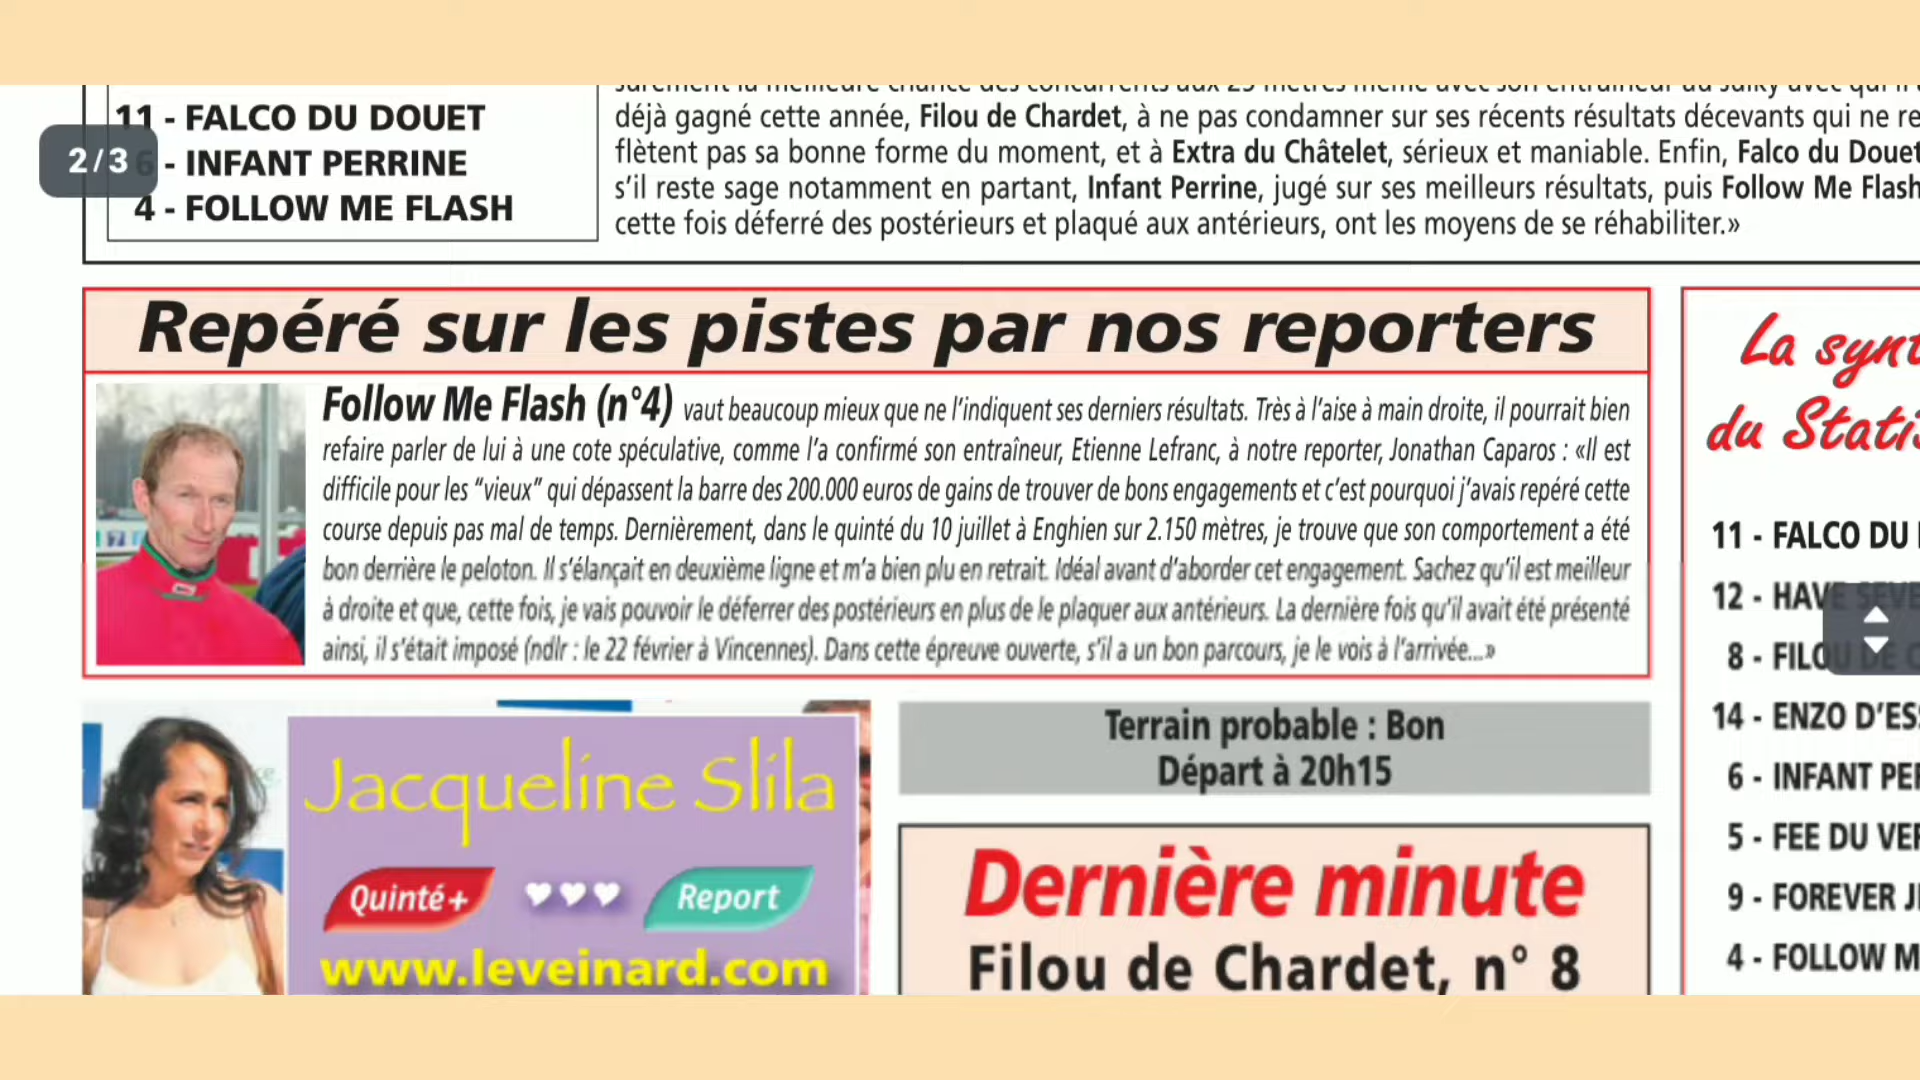 11 - FALCO DU DOUET
- INFANT PERRINE
4 - FOLLOW ME FLASH
2/3
déjà gagné cette année, Filou de Chardet, à ne pas condamner sur ses récents résultats décevants qui ne re
flètent pas sa bonne forme du moment, et à Extra du Châtelet, sérieux et maniable. Enfin, Falco du Douet
s'il reste sage notamment en partant, Infant Perrine, jugé sur ses meilleurs résultats, puis Follow Me Flash
cette fois déferré des postérieurs et plaqué aux antérieurs, ont les moyens de se réhabiliter.»
Repéré sur les pistes par nos reporters
Follow Me Flash (n°4) vaut beaucoup mieux que ne l'indiquent ses derniers résultats. Très à l'aise à main droite, il pourrait bien
refaire parler de lui à une cote spéculative, comme l'a confirmé son entraîneur, Etienne Lefranc, à notre reporter, Jonathan Caparos : «Il est
difficile pour les "vieux" qui dépassent la barre des 200.000 euros de gains de trouver de bons engagements et c'est pourquoi j'avais repéré cette
course depuis pas mal de temps. Dernièrement, dans le quinté du 10 juillet à Enghien sur 2.150 mètres, je trouve que son comportement a été
bon derrière le peloton. Il s'élançait en deuxième ligne et m'a bien plu en retrait. Idéal avant d'aborder cet engagement. Sachez qu'il est meilleur
à droite et que, cette fois, je vais pouvoir le déferrer des postérieurs en plus de le plaquer aux antérieurs. La dernière fois qu'il avait été présenté
ainsi, il s'était imposé (ndlr : le 22 février à Vincennes). Dans cette épreuve ouverte, s'il a un bon parcours, je le vois à l'arrivée...»
Jacqueline Slila
Quinté+
Report
www.leveinard.com
Terrain probable : Bon
Départ à 20h15
Dernière minute
Filou de Chardet, n° 8
La synt
du Statis
11 - FALCO DU
12 - HAVE SEVE
8 - FILOU DE C
14 - ENZO D'ES
6 - INFANT PE
5 - FEE DU VE
9 - FOREVER J
4 - FOLLOW M